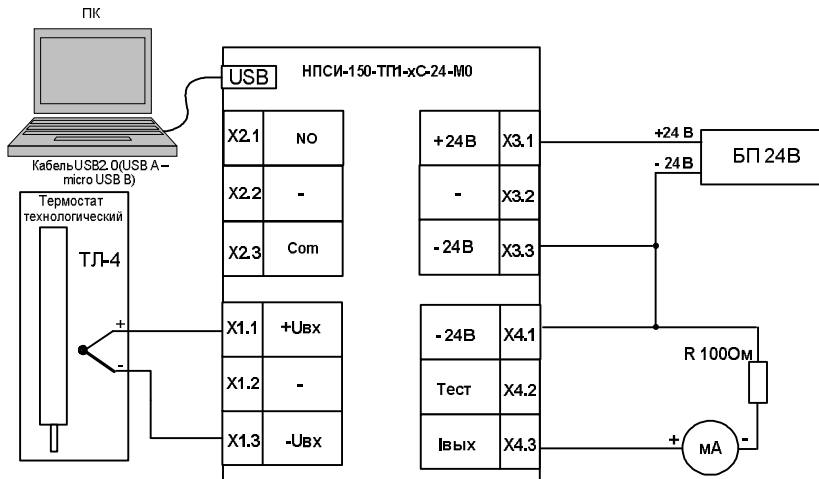 ПК
USB
НПСИ-150-ТП1-хС-24-М0
Кабель USB2.0(USB A –
micro USB B)
X2.1 NO
X2.2 -
X2.3 Com
+24В X3.1
- X3.2
- 24В X3.3
+24 В
- 24 В
БП 24В
Термостат
технологический
ТЛ-4
+
-
X1.1 +Uвх
X1.2 -
X1.3 -Uвх
- 24В X4.1
Тест X4.2
Iвых X4.3
R 100Ом
+ мА -